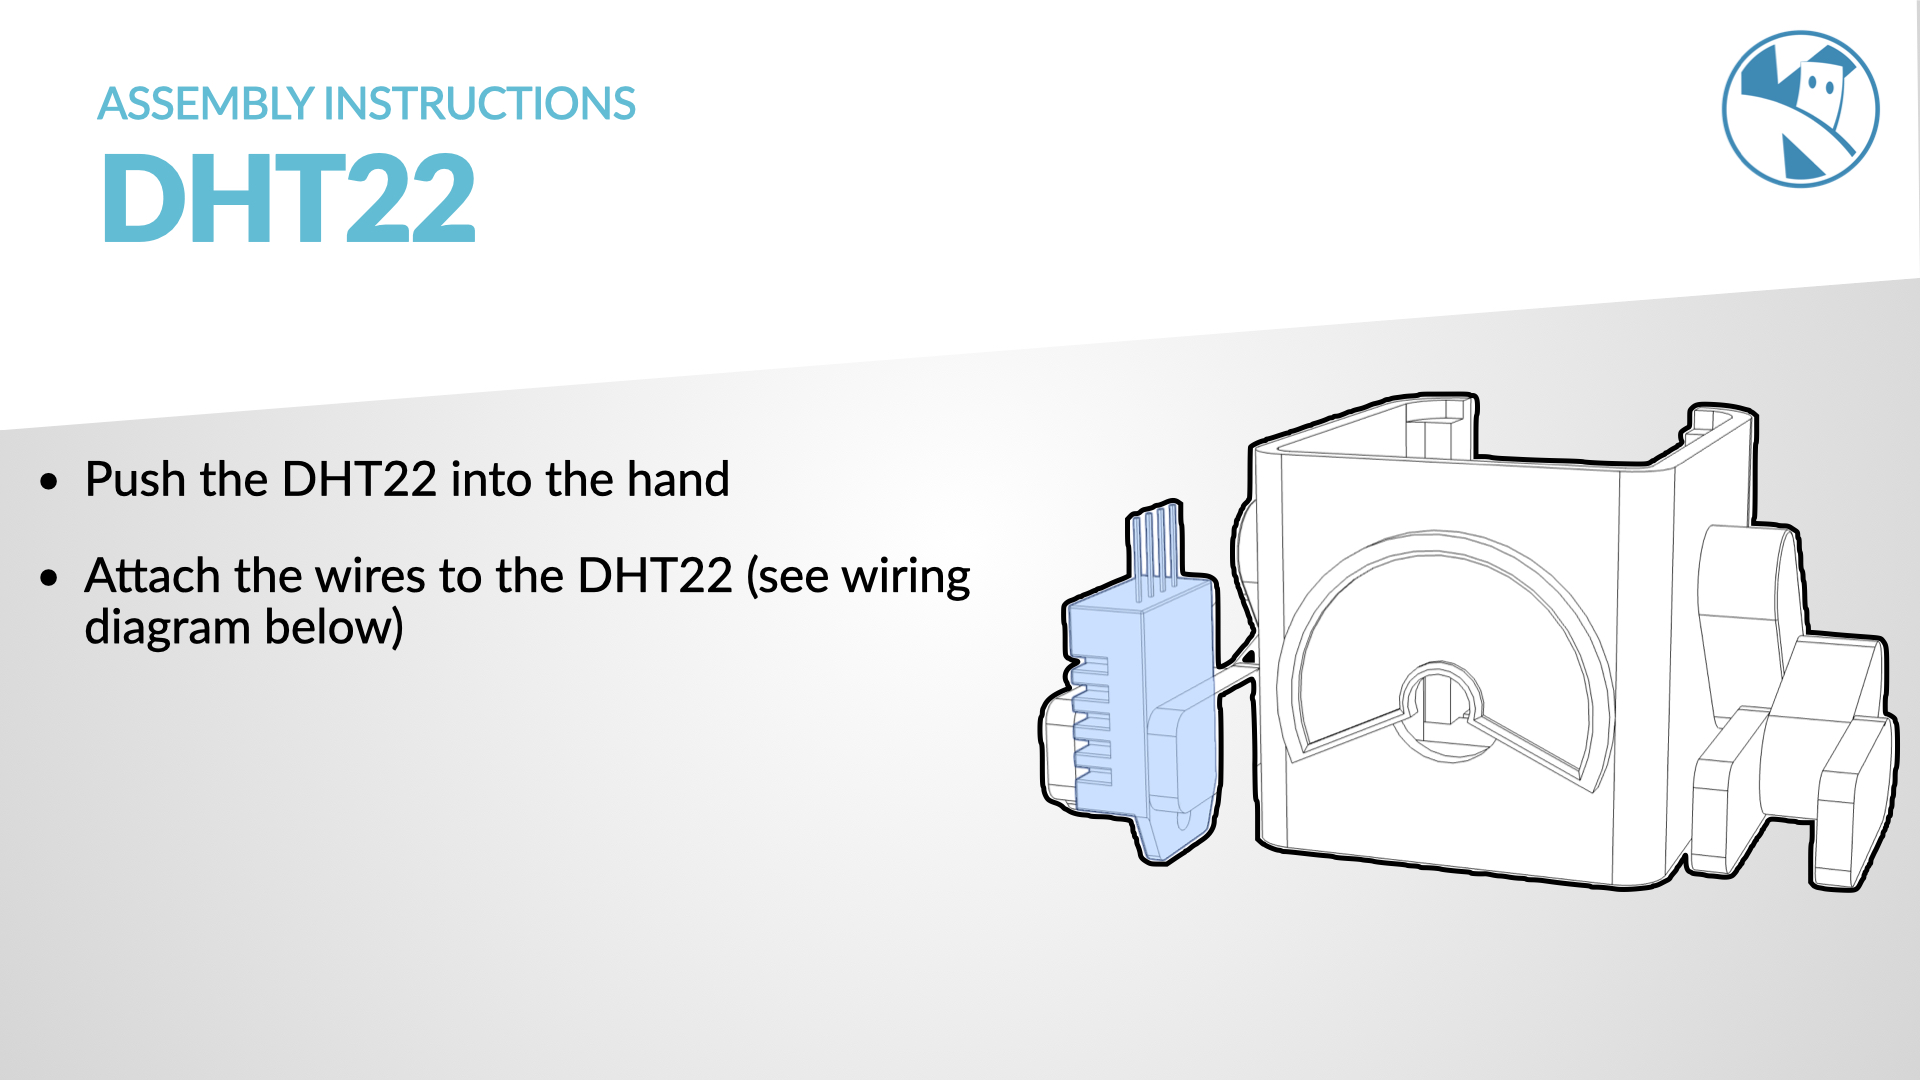 ASSEMBLY INSTRUCTIONS
DHT22
• Push the DHT22 into the hand
• Attach the wires to the DHT22 (see wiring
diagram below)